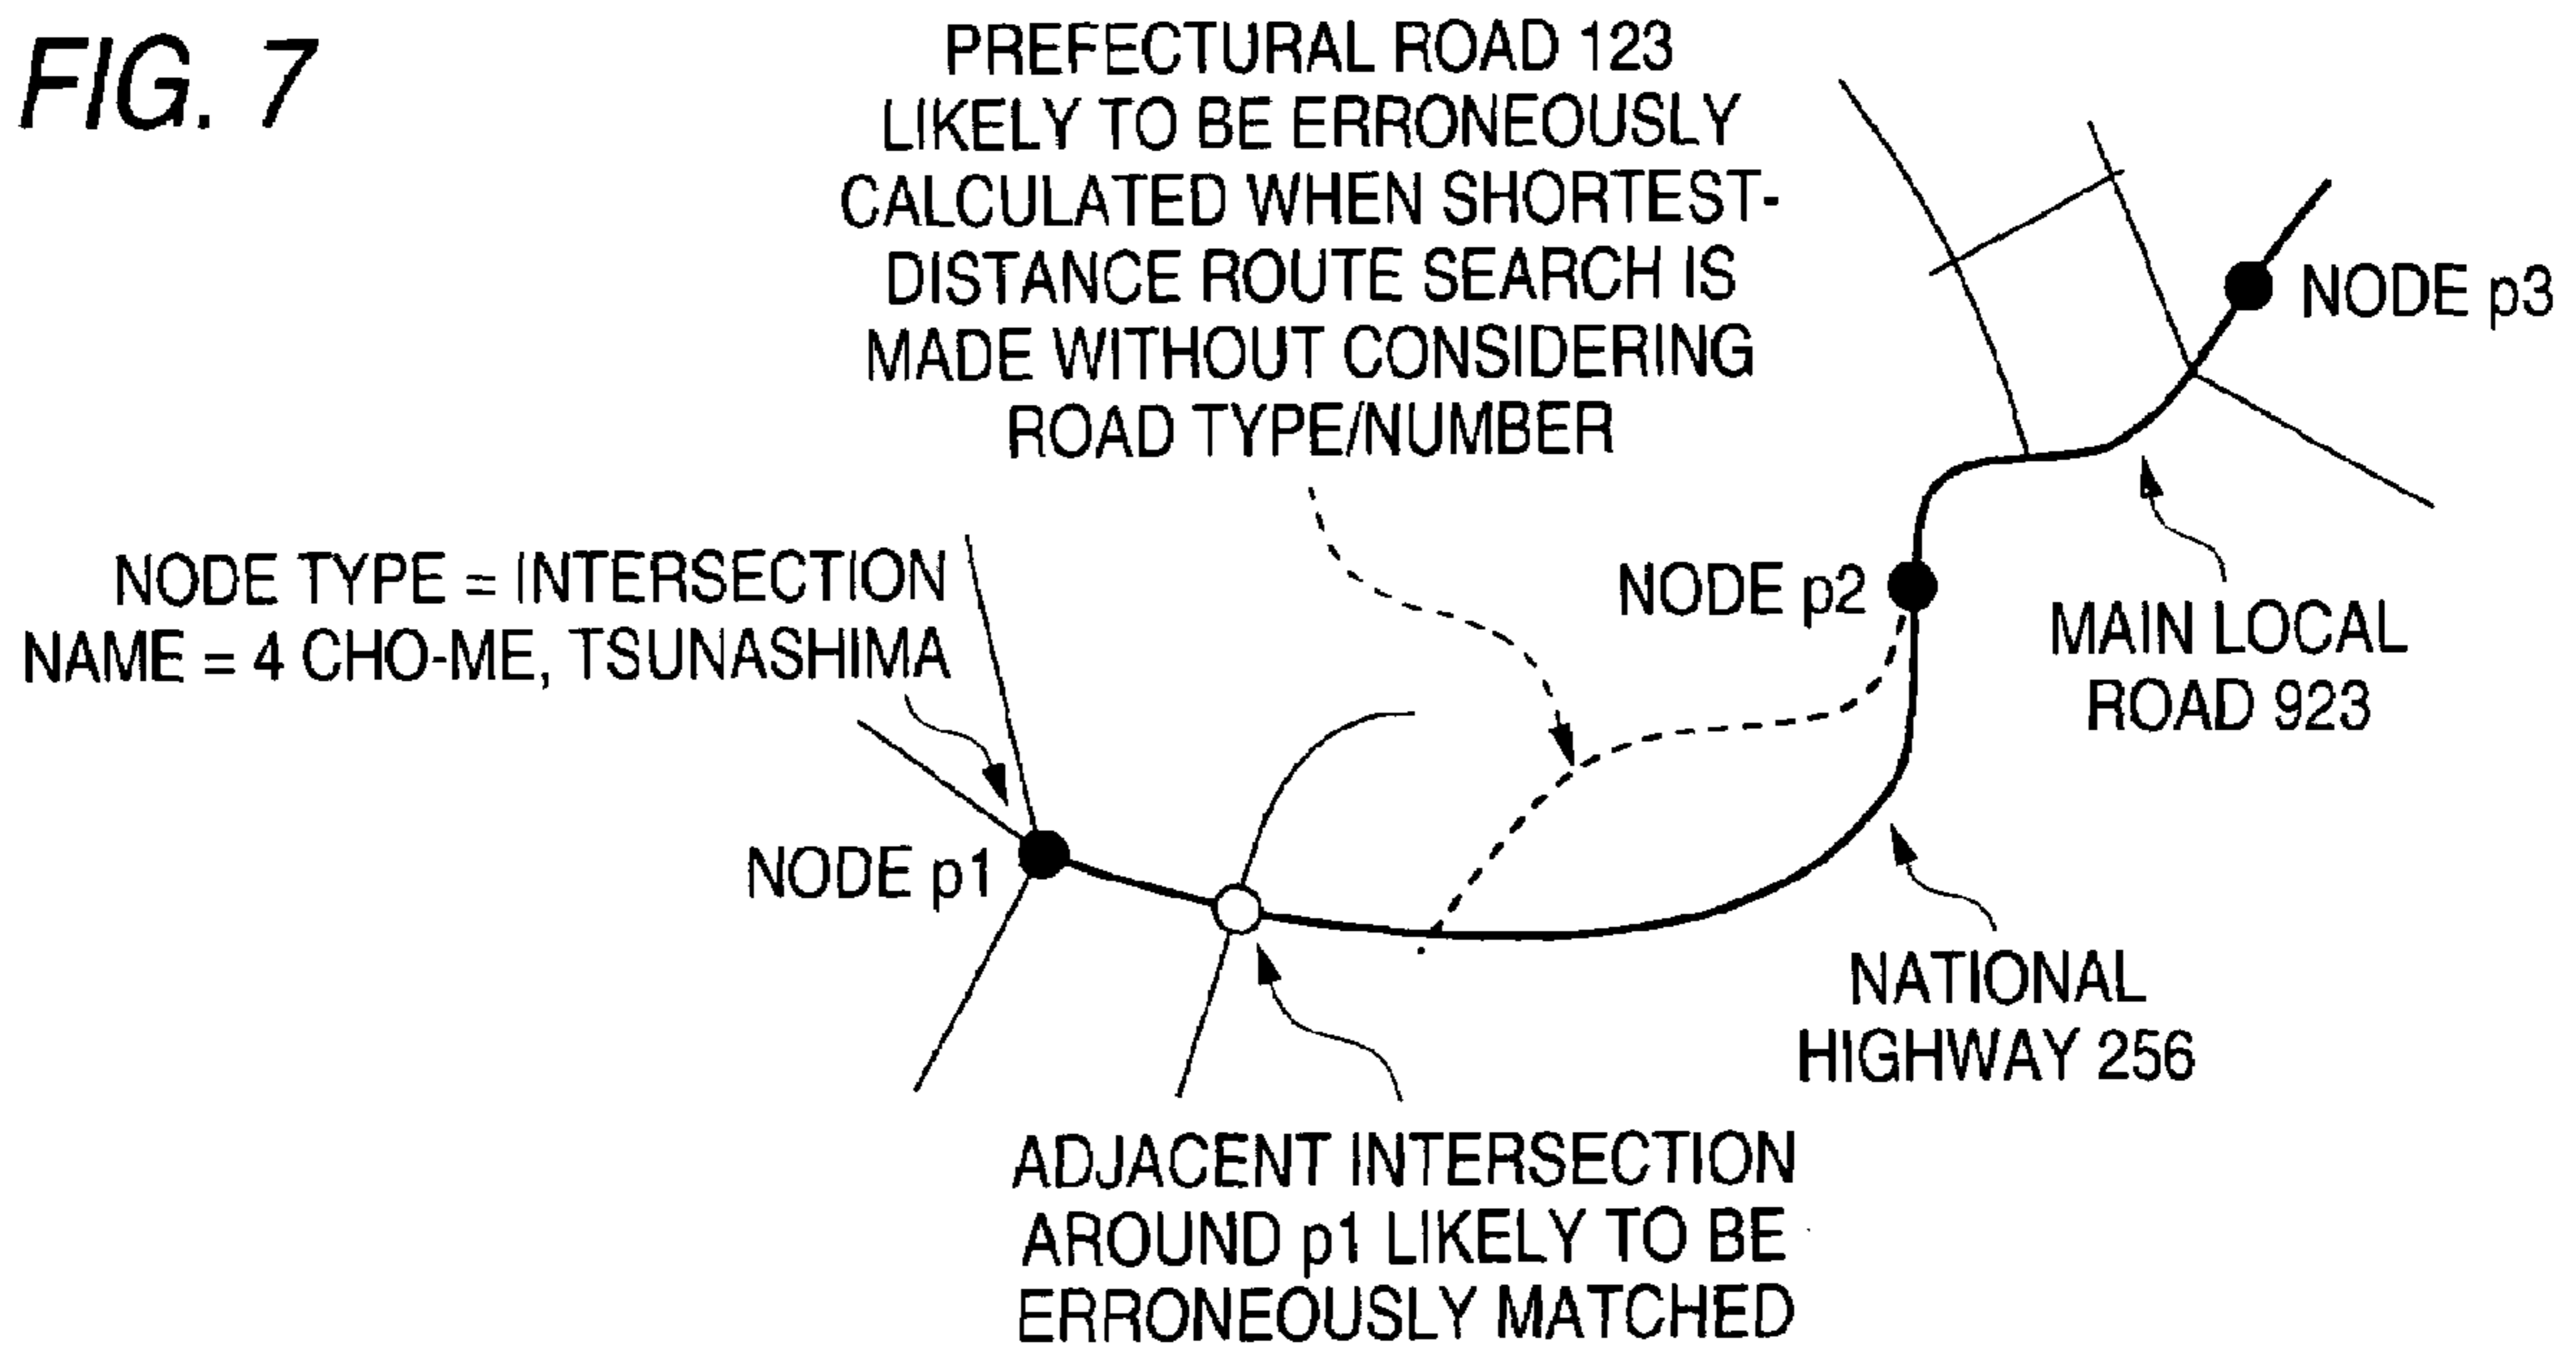 FIG. 7
PREFECTURAL ROAD 123
LIKELY TO BE ERRONEOUSLY
CALCULATED WHEN SHORTEST-
DISTANCE ROUTE SEARCH IS
MADE WITHOUT CONSIDERING
ROAD TYPE/NUMBER
NODE p3
NODE TYPE = INTERSECTION
NAME = 4 CHO-ME, TSUNASHIMA
NODE p2
MAIN LOCAL
ROAD 923
NODE p1
NATIONAL
HIGHWAY 256
ADJACENT INTERSECTION
AROUND p1 LIKELY TO BE
ERRONEOUSLY MATCHED